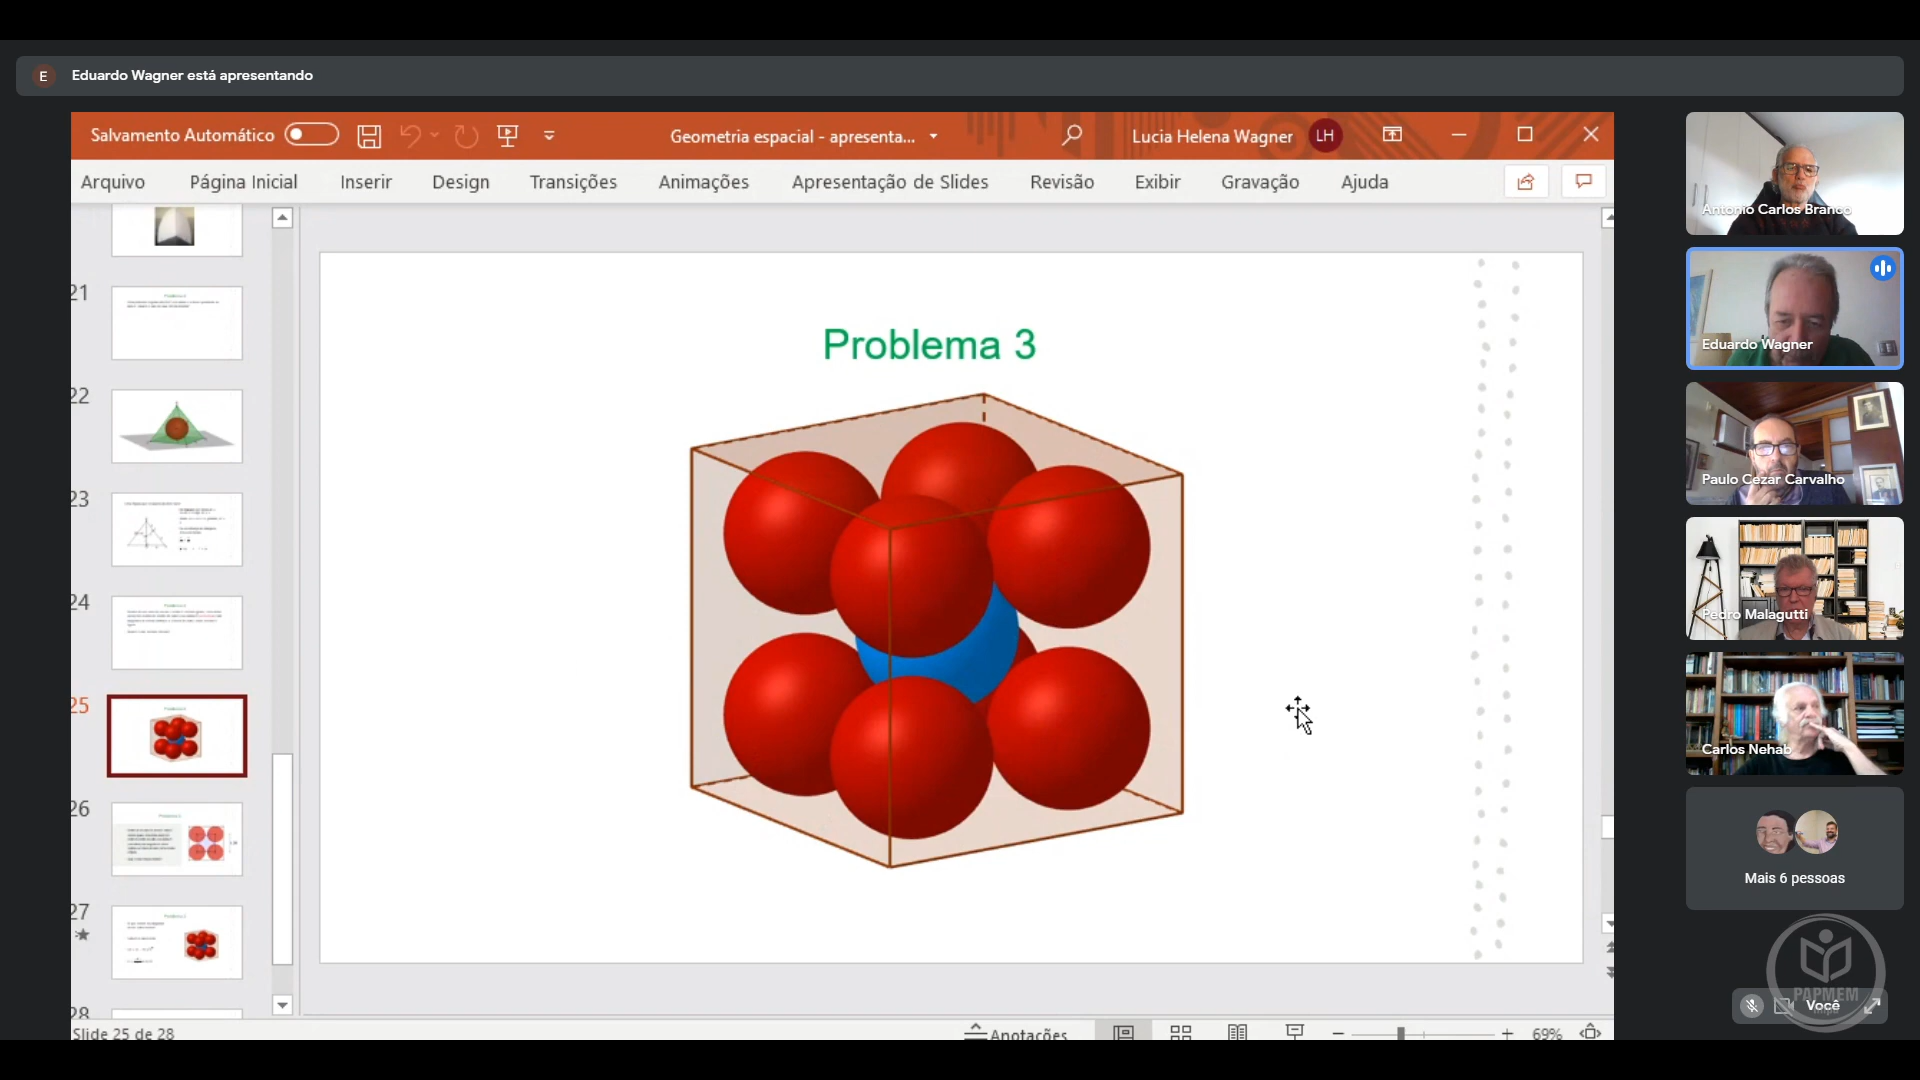 E Eduardo Wagner está apresentando
Salvamento Automático
Geometria espacial - apresenta...
Lucia Helena Wagner LH
Arquivo Página Inicial Inserir Design Transições Animações Apresentação de Slides Revisão Exibir Gravação Ajuda
21
22
23
24
25
26
27
28
Problema 3
Slide 25 de 28
Anotações
69%
Antonio Carlos Branco
Eduardo Wagner
Paulo Cezar Carvalho
Pedro Malagutti
Carlos Nehab
Mais 6 pessoas
PAPMEM
Você